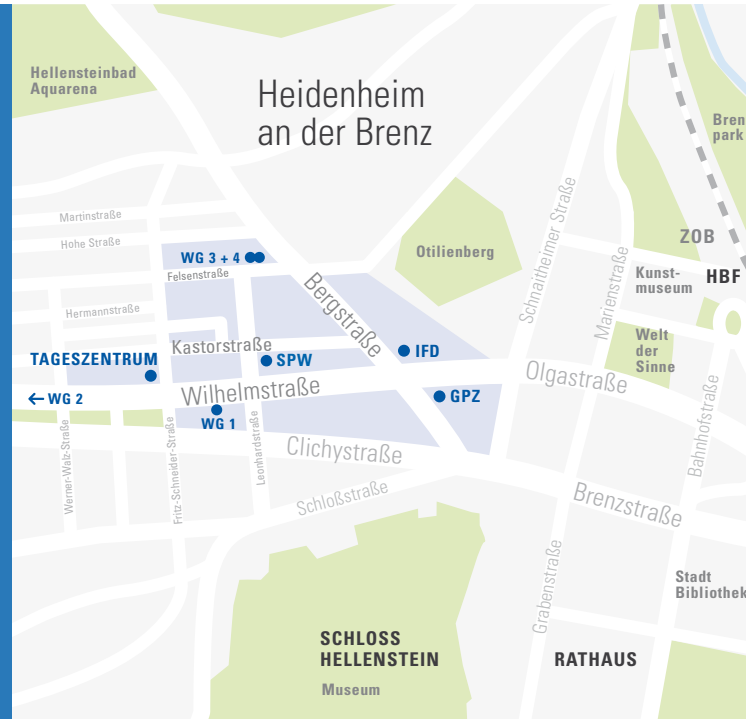 Hellensteinbad
Aquarena
Heidenheim
an der Brenz
Bren
park
Martinstraße
Hohe Straße
WG 3 + 4
Felsenstraße
Otilienberg
Schnaitheimer Straße
ZOB
Kunst-
museum
HBF
Hermannstraße
Bergstraße
Marienstraße
Kastorstraße
TAGESZENTRUM
SPW
IFD
Welt
der
Sinne
← WG 2
Wilhelmstraße
WG 1
GPZ
Olgastraße
Bahnhofstraße
Werner-Walz-Straße
Fritz-Schneider-Straße
Leonhardstraße
Clichystraße
Schloßstraße
Brenzstraße
Grabenstraße
Stadt
Bibliothek
SCHLOSS
HELLENSTEIN
Museum
RATHAUS